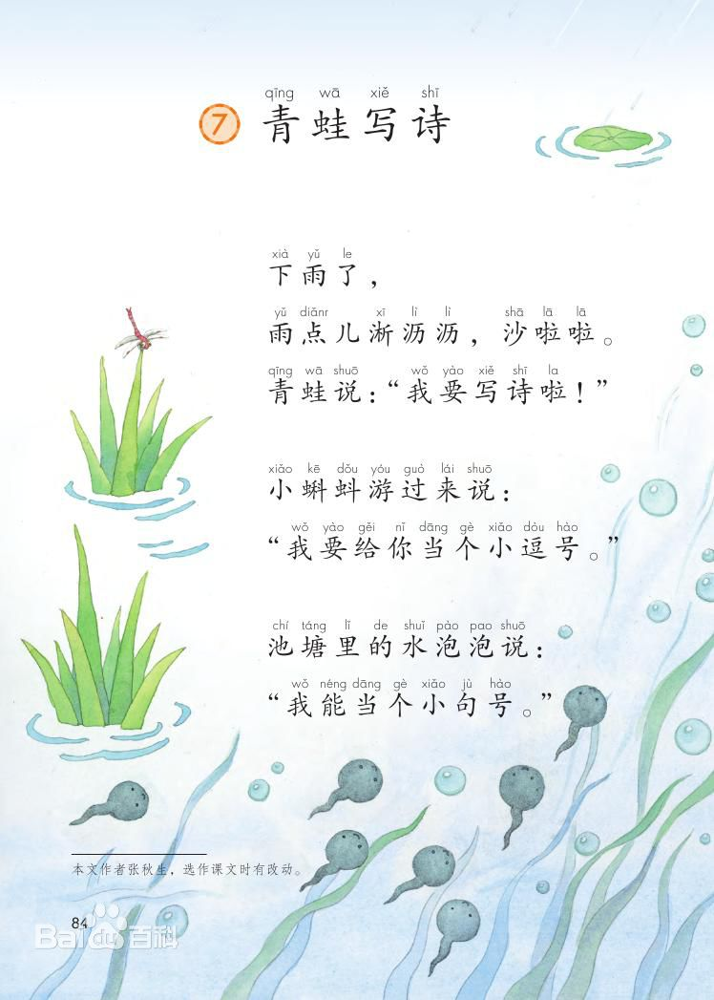 qīng wā xiě shī
7 青蛙写诗
xià yǔ le
下雨了，
yǔ diǎnr xī lì lì shā lā lā
雨点儿淅沥沥，沙啦啦。
qīng wā shuō wǒ yào xiě shī la
青蛙说：“我要写诗啦！”
xiǎo kē dǒu yóu guò lái shuō
小蝌蚪游过来说：
wǒ yào gěi nǐ dāng gè xiǎo dòu hào
“我要给你当个小逗号。”
chí táng lǐ de shuǐ pào pao shuō
池塘里的水泡泡说：
wǒ néng dāng gè xiǎo jù hào
“我能当个小句号。”
本文作者张秋生，选作课文时有改动。
84
Bai 百科